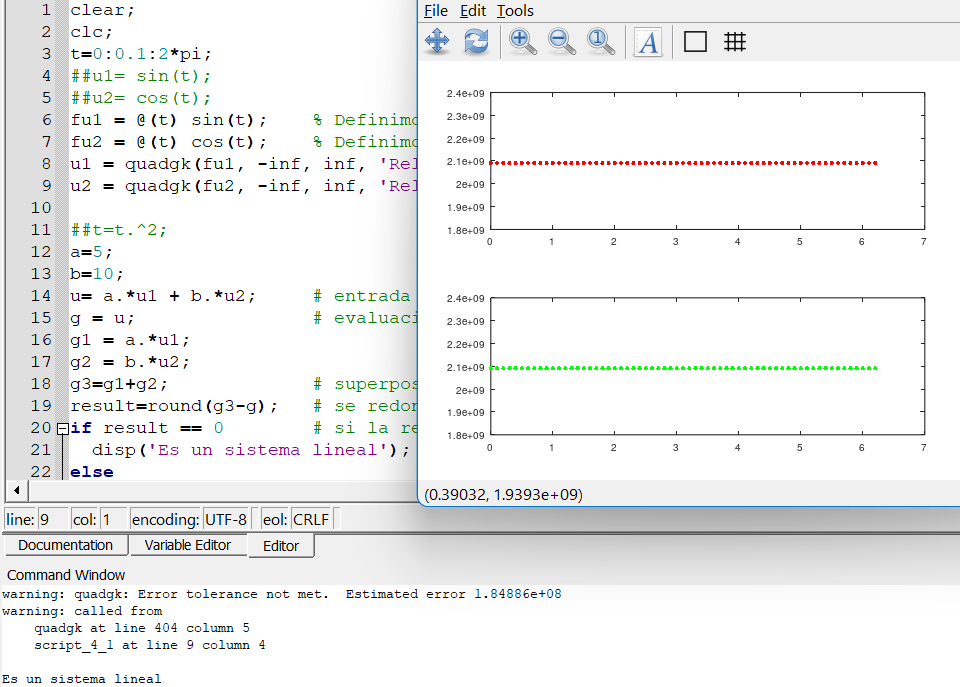 1 clear;
2 clc;
3 t=0:0.1:2*pi;
4 ##u1= sin(t);
5 ##u2= cos(t);
6 fu1 = @(t) sin(t); % Definimo
7 fu2 = @(t) cos(t); % Definimo
8 u1 = quadgk(fu1, -inf, inf, 'Rel
9 u2 = quadgk(fu2, -inf, inf, 'Rel
10
11 ##t=t.^2;
12 a=5;
13 b=10;
14 u= a.*u1 + b.*u2; # entrada
15 g = u; # evaluaci
16 g1 = a.*u1;
17 g2 = b.*u2;
18 g3=g1+g2; # superpos
19 result=round(g3-g); # se redon
20 if result == 0 # si la re
21 disp('Es un sistema lineal');
22 else
File Edit Tools
A
2.4e+09
2.3e+09
2.2e+09
2.1e+09
2e+09
1.9e+09
1.8e+09
0 1 2 3 4 5 6 7
2.4e+09
2.3e+09
2.2e+09
2.1e+09
2e+09
1.9e+09
1.8e+09
0 1 2 3 4 5 6 7
(0.39032, 1.9393e+09)
line: 9 col: 1 encoding: UTF-8 eol: CRLF
Documentation Variable Editor Editor
Command Window
warning: quadgk: Error tolerance not met. Estimated error 1.84886e+08
warning: called from
quadgk at line 404 column 5
script_4_1 at line 9 column 4
Es un sistema lineal